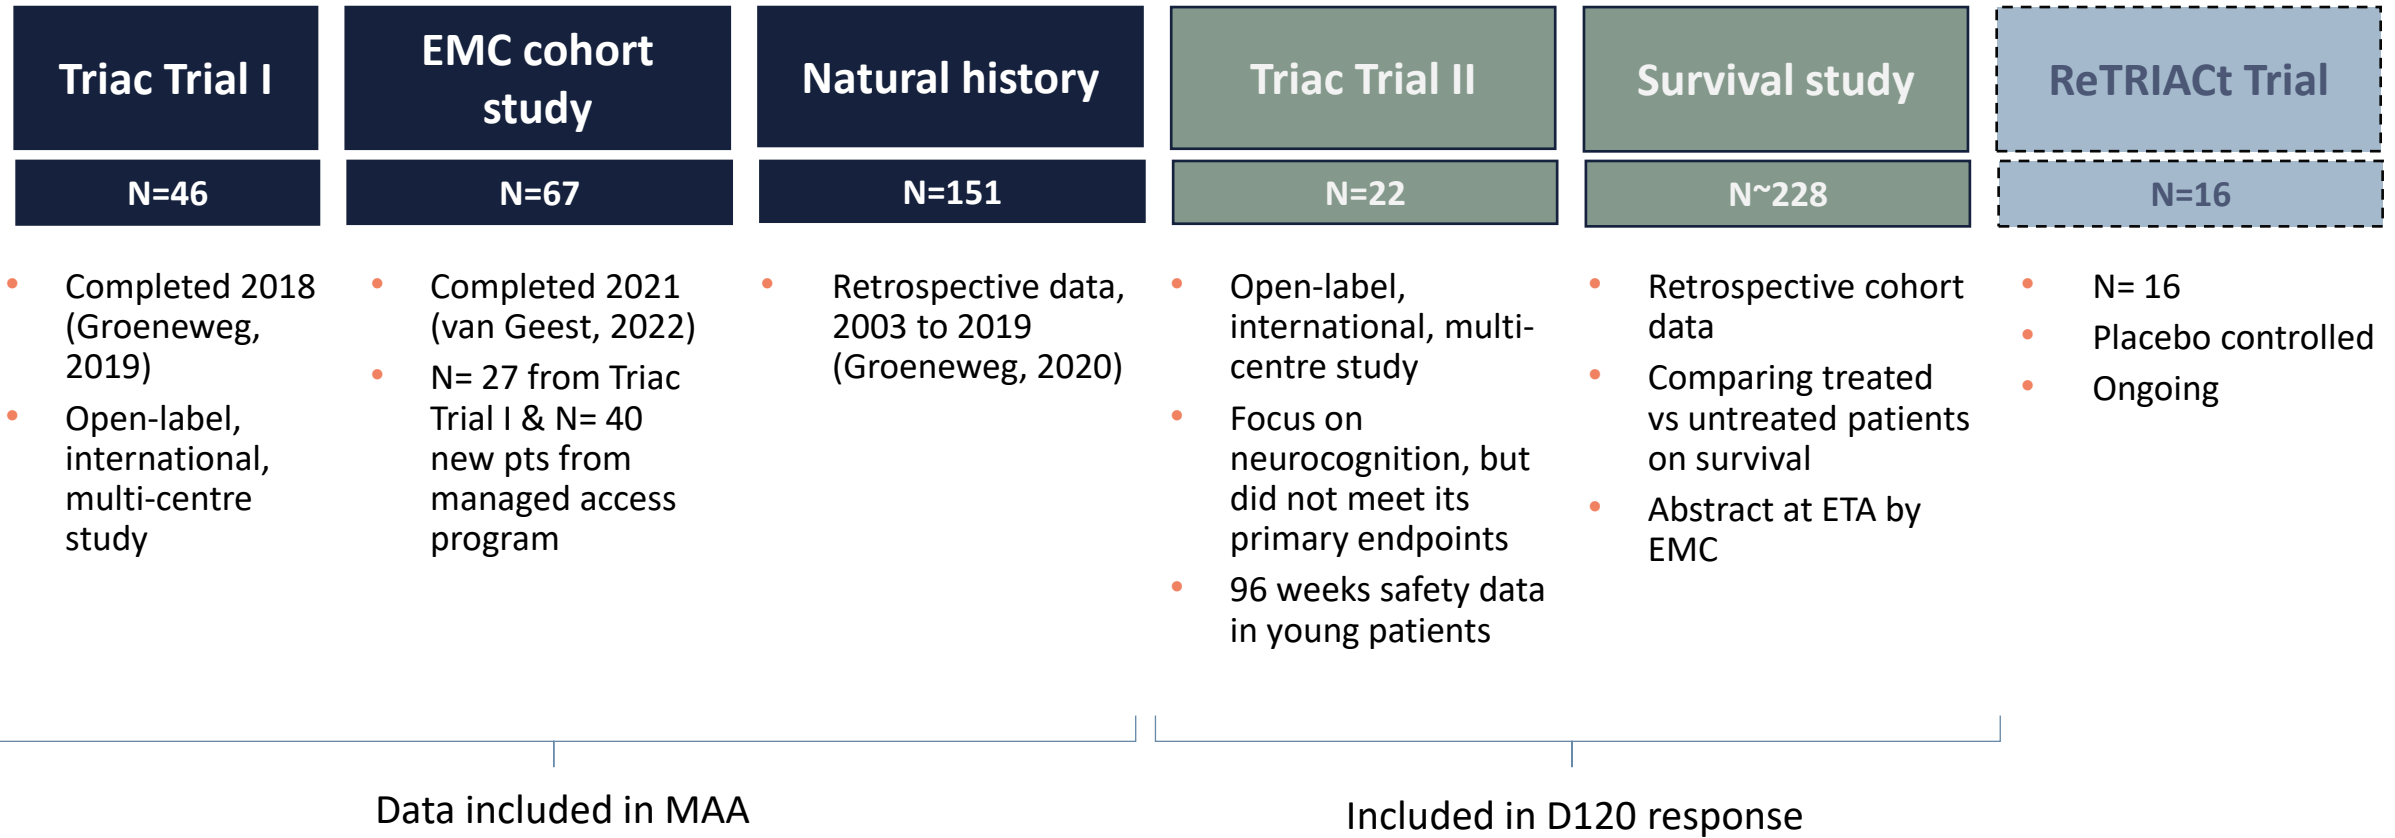 Triac Trial I
N=46
• Completed 2018
(Groeneweg,
2019)
• Open-label,
international,
multi-centre
study
EMC cohort
study
N=67
• Completed 2021
(van Geest, 2022)
• N= 27 from Triac
Trial I & N= 40
new pts from
managed access
program
Natural history
N=151
• Retrospective data,
2003 to 2019
(Groeneweg, 2020)
Triac Trial II
N=22
• Open-label,
international, multi-
centre study
• Focus on
neurocognition, but
did not meet its
primary endpoints
• 96 weeks safety data
in young patients
Survival study
N~228
• Retrospective cohort
data
• Comparing treated
vs untreated patients
on survival
• Abstract at ETA by
EMC
ReTRIACt Trial
N=16
• N= 16
• Placebo controlled
• Ongoing
Data included in MAA
Included in D120 response